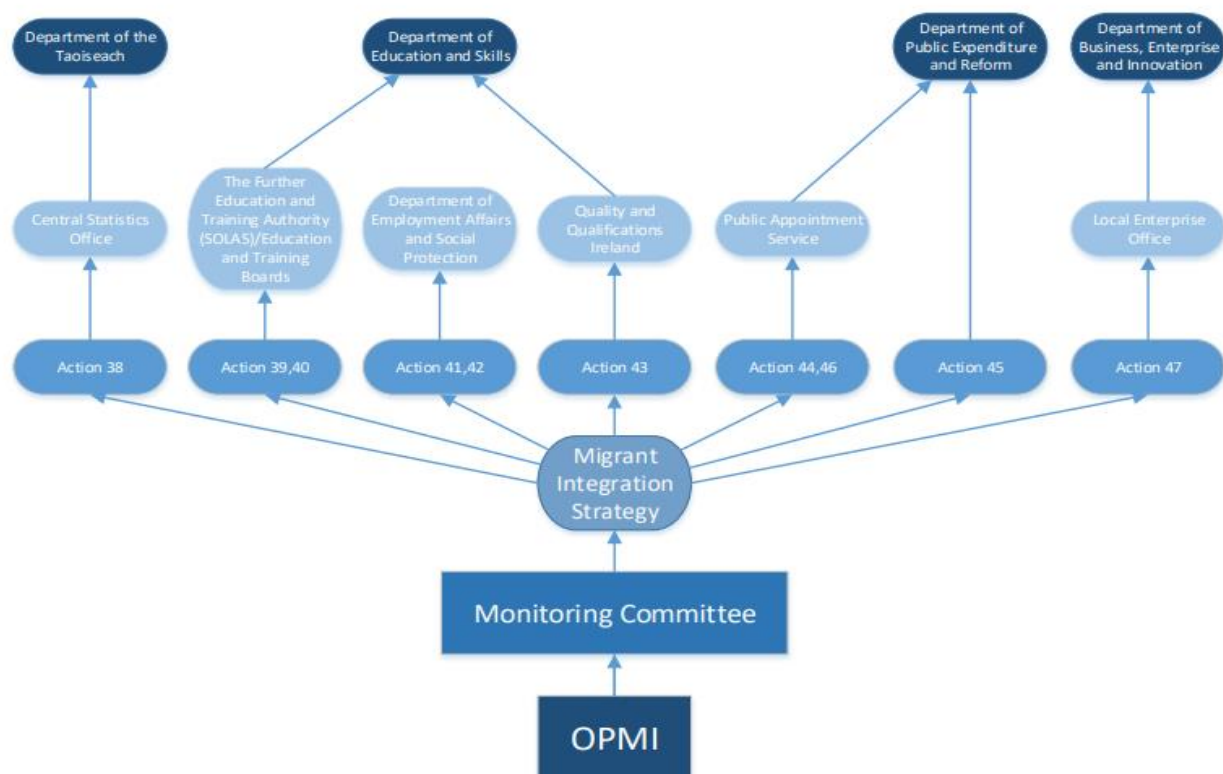 Department of the
Taoiseach
Department of
Education and Skills
Department of
Public Expenditure
and Reform
Department of
Business, Enterprise
and Innovation
Central Statistics
Office
The Further
Education and
Training Authority
(SOLAS)/Education
and Training
Boards
Department of
Employment Affairs
and Social
Protection
Quality and
Qualifications
Ireland
Public Appointment
Service
Local Enterprise
Office
Action 38
Action 39,40
Action 41,42
Action 43
Action 44,46
Action 45
Action 47
Migrant
Integration
Strategy
Monitoring Committee
OPMI